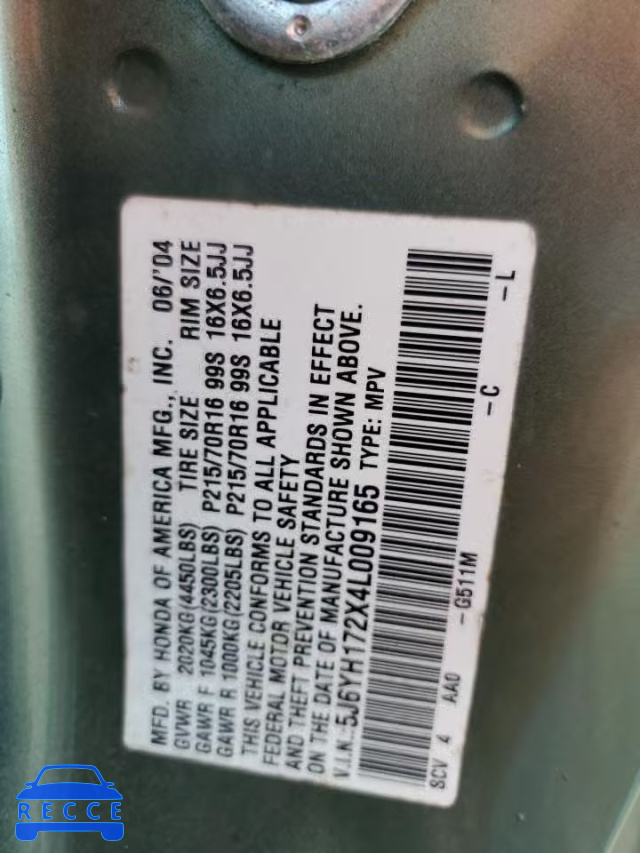 MFD. BY HONDA OF AMERICA MFG., INC. 06/'04
GVWR 2020KG(4450LBS) TIRE SIZE RIM SIZE
GAWR F 1045KG(2300LBS) P215/70R16 99S 16X6.5JJ
GAWR R 1000KG(2205LBS) P215/70R16 99S 16X6.5JJ
THIS VEHICLE CONFORMS TO ALL APPLICABLE
FEDERAL MOTOR VEHICLE SAFETY
AND THEFT PREVENTION STANDARDS IN EFFECT
ON THE DATE OF MANUFACTURE SHOWN ABOVE.
V.I.N.:5J6YH172X4L009165 TYPE: MPV
SCV 4 AA0 -G511M -C -L
RECCE